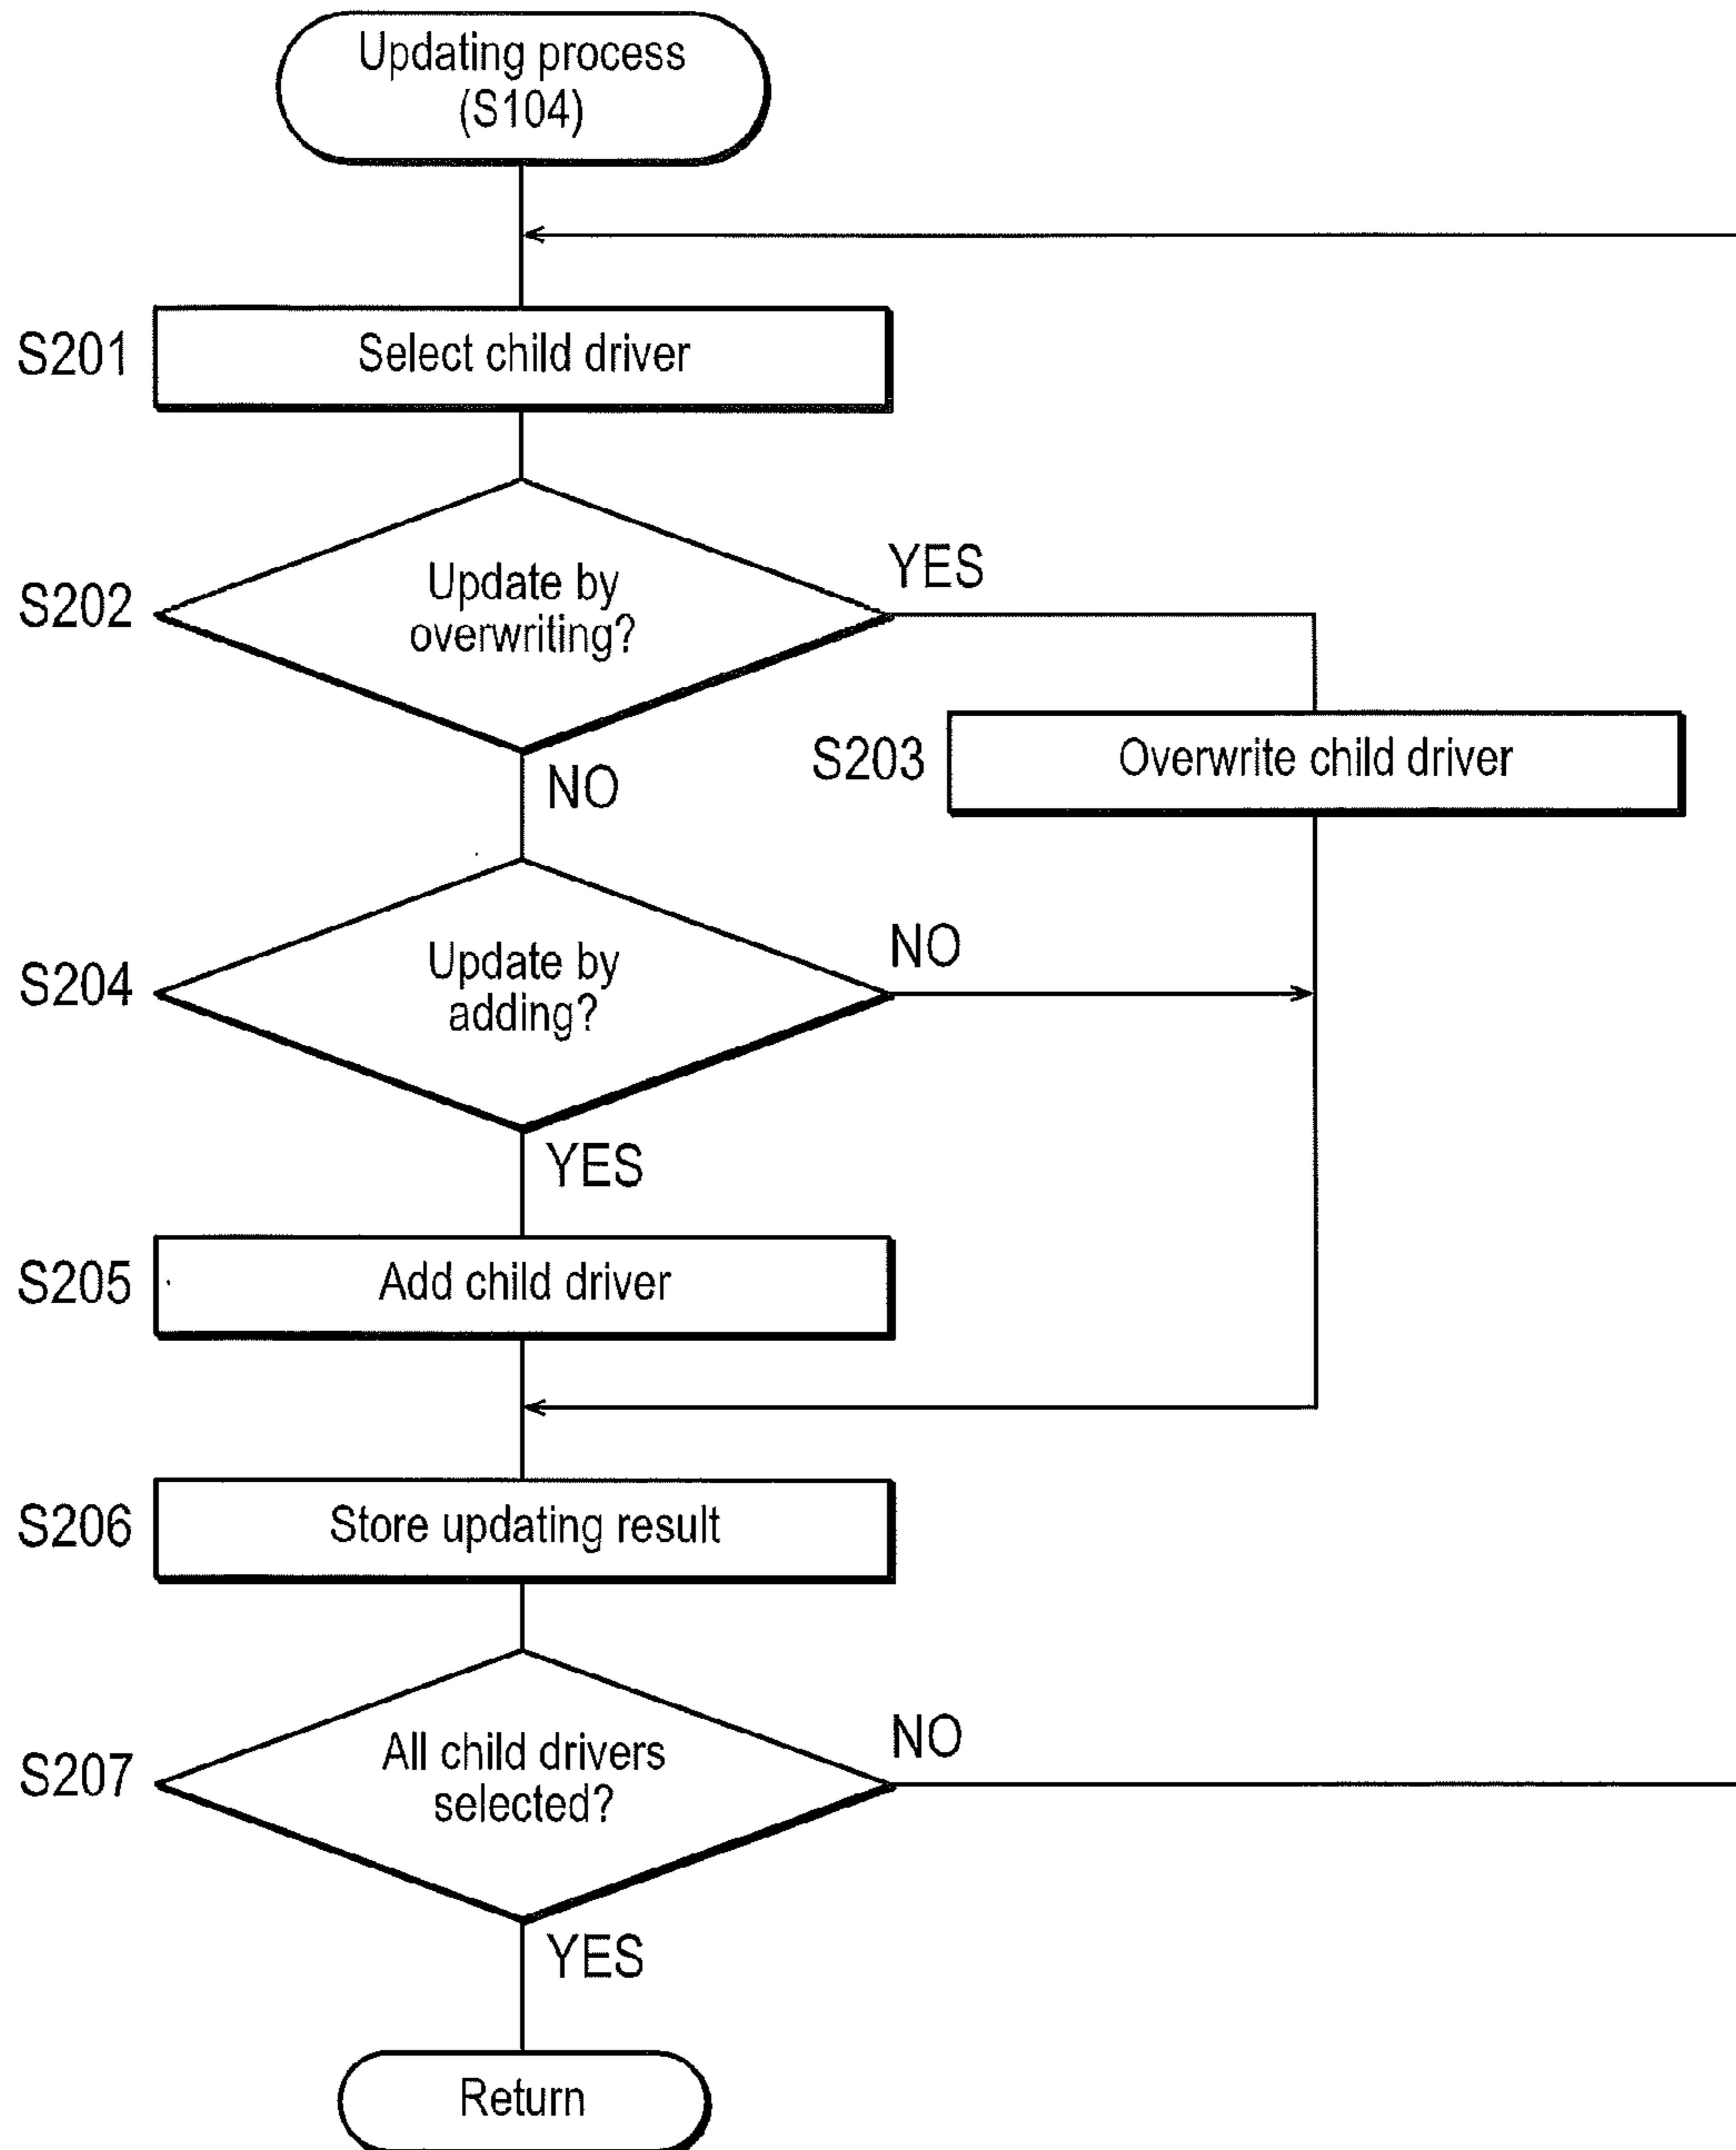 Updating process
(S104)
S201
Select child driver
S202
Update by
overwriting?
YES
NO
S203
Overwrite child driver
S204
Update by
adding?
NO
YES
S205
Add child driver
S206
Store updating result
S207
All child drivers
selected?
NO
YES
Return